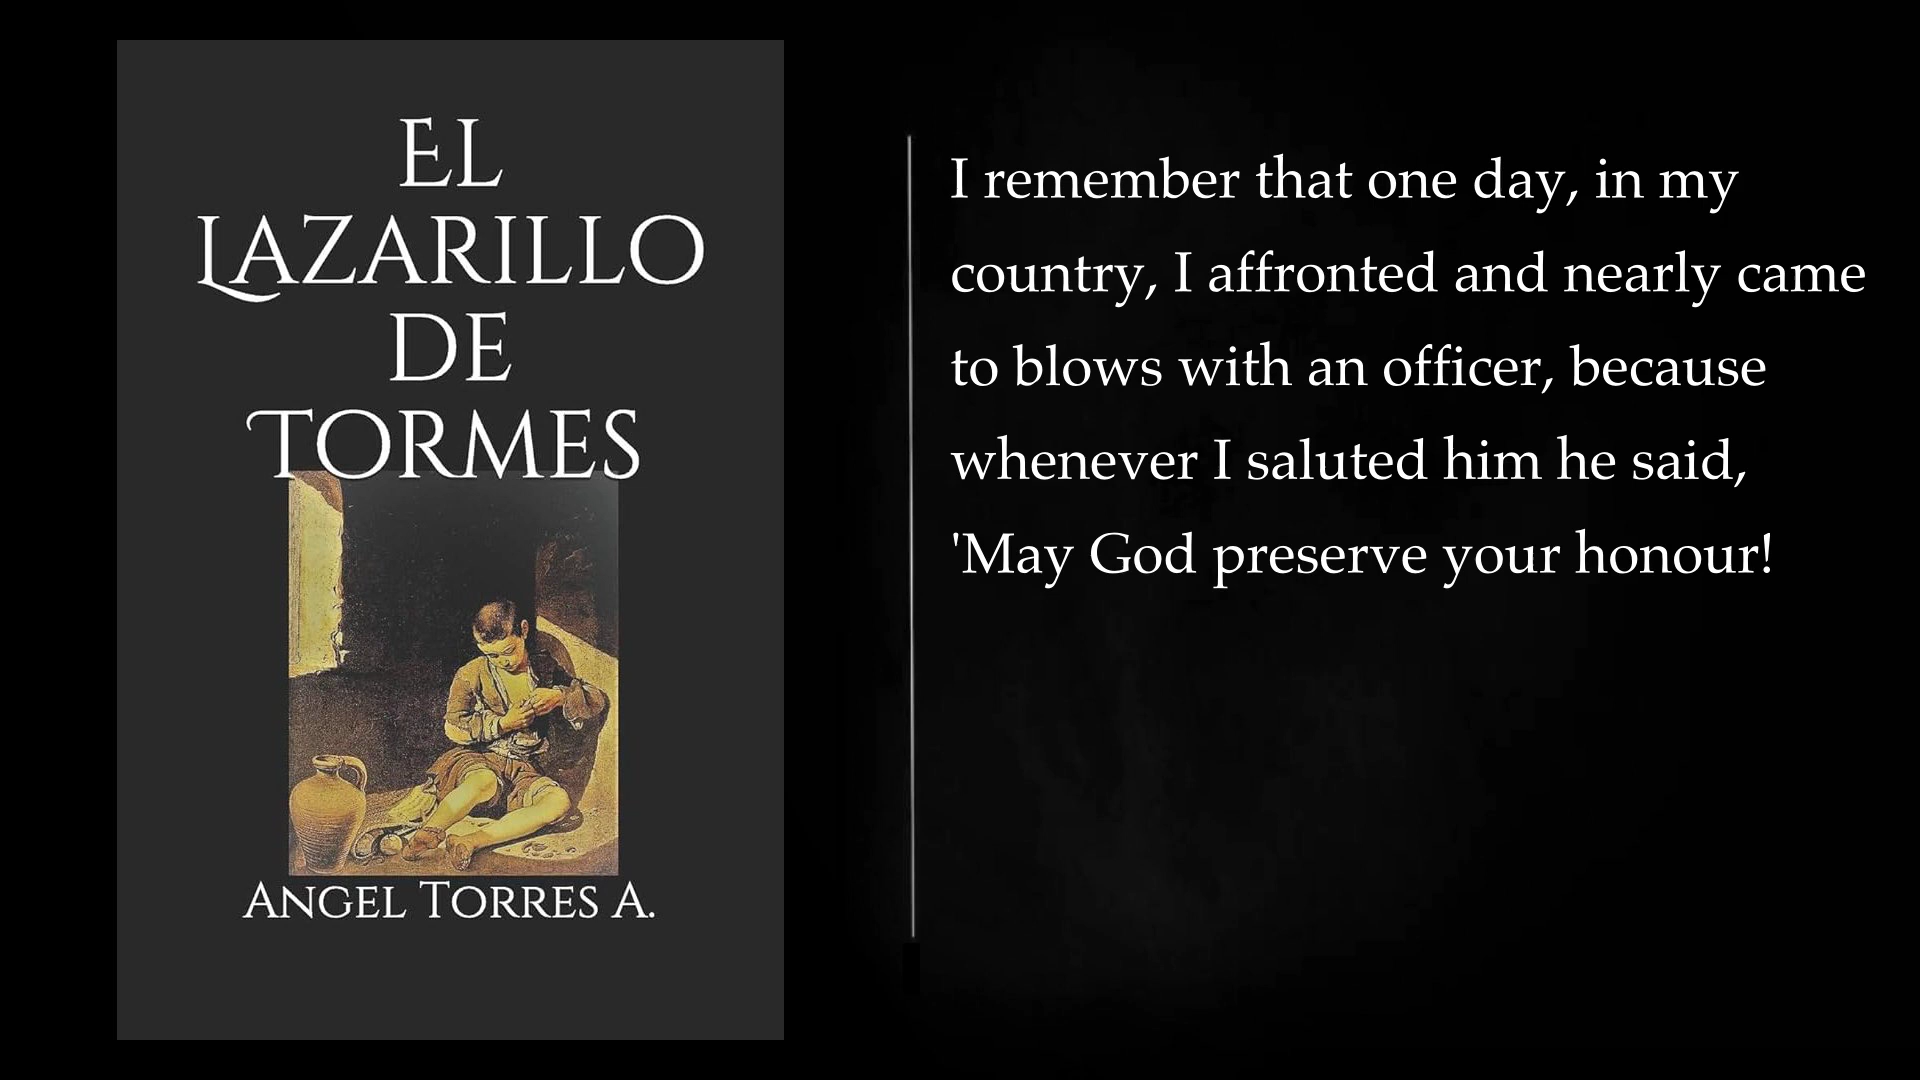 EL
LAZARILLO
DE
TORMES
ANGEL TORRES A.
I remember that one day, in my
country, I affronted and nearly came
to blows with an officer, because
whenever I saluted him he said,
'May God preserve your honour!